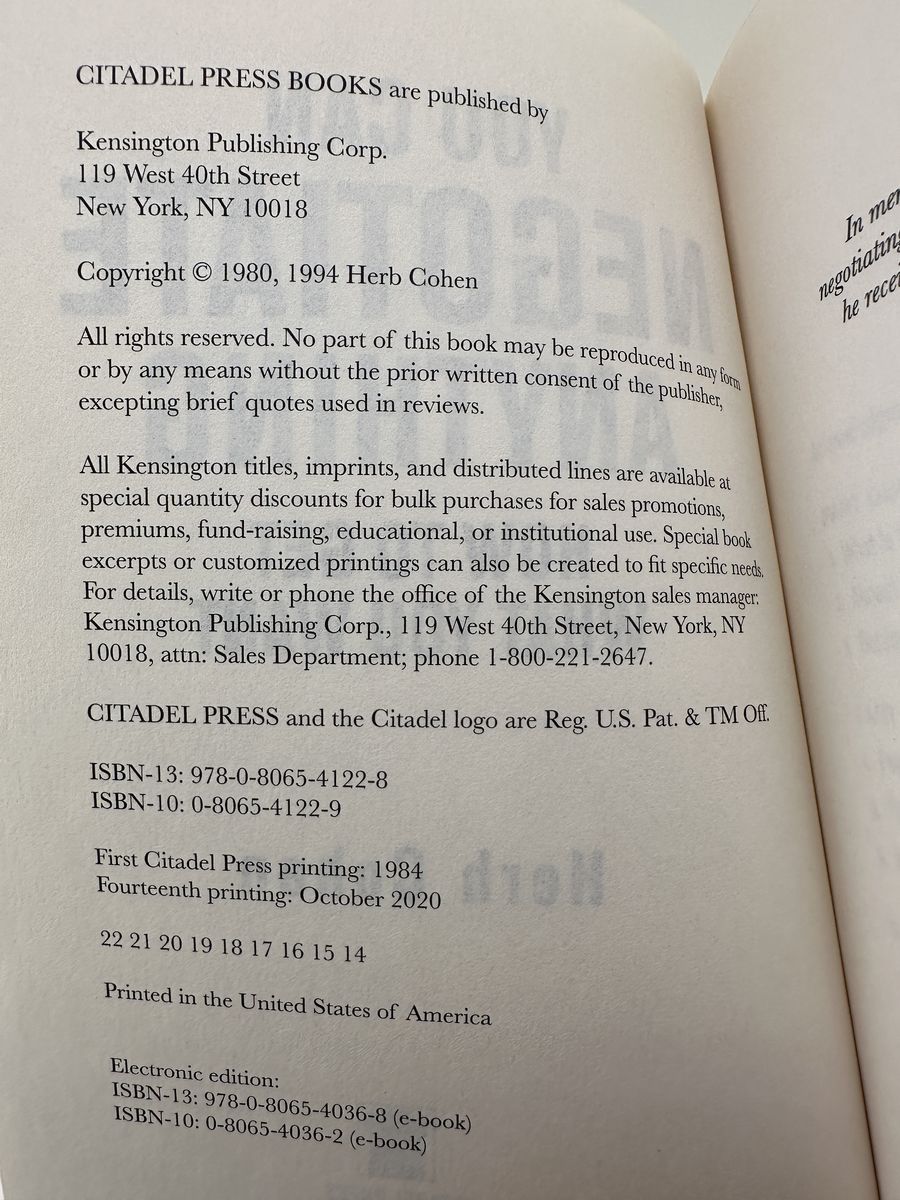 CITADEL PRESS BOOKS are published by
Kensington Publishing Corp.
119 West 40th Street
New York, NY 10018
Copyright © 1980, 1994 Herb Cohen
All rights reserved. No part of this book may be reproduced in any form
or by any means without the prior written consent of the publisher,
excepting brief quotes used in reviews.
All Kensington titles, imprints, and distributed lines are available at
special quantity discounts for bulk purchases for sales promotions,
premiums, fund-raising, educational, or institutional use. Special book
excerpts or customized printings can also be created to fit specific needs.
For details, write or phone the office of the Kensington sales manager:
Kensington Publishing Corp., 119 West 40th Street, New York, NY
10018, attn: Sales Department; phone 1-800-221-2647.
CITADEL PRESS and the Citadel logo are Reg. U.S. Pat. & TM Off.
ISBN-13: 978-0-8065-4122-8
ISBN-10: 0-8065-4122-9
First Citadel Press printing: 1984
Fourteenth printing: October 2020
22 21 20 19 18 17 16 15 14
Printed in the United States of America
Electronic edition:
ISBN-13: 978-0-8065-4036-8 (e-book)
ISBN-10: 0-8065-4036-2 (e-book)
In
negotiating
he